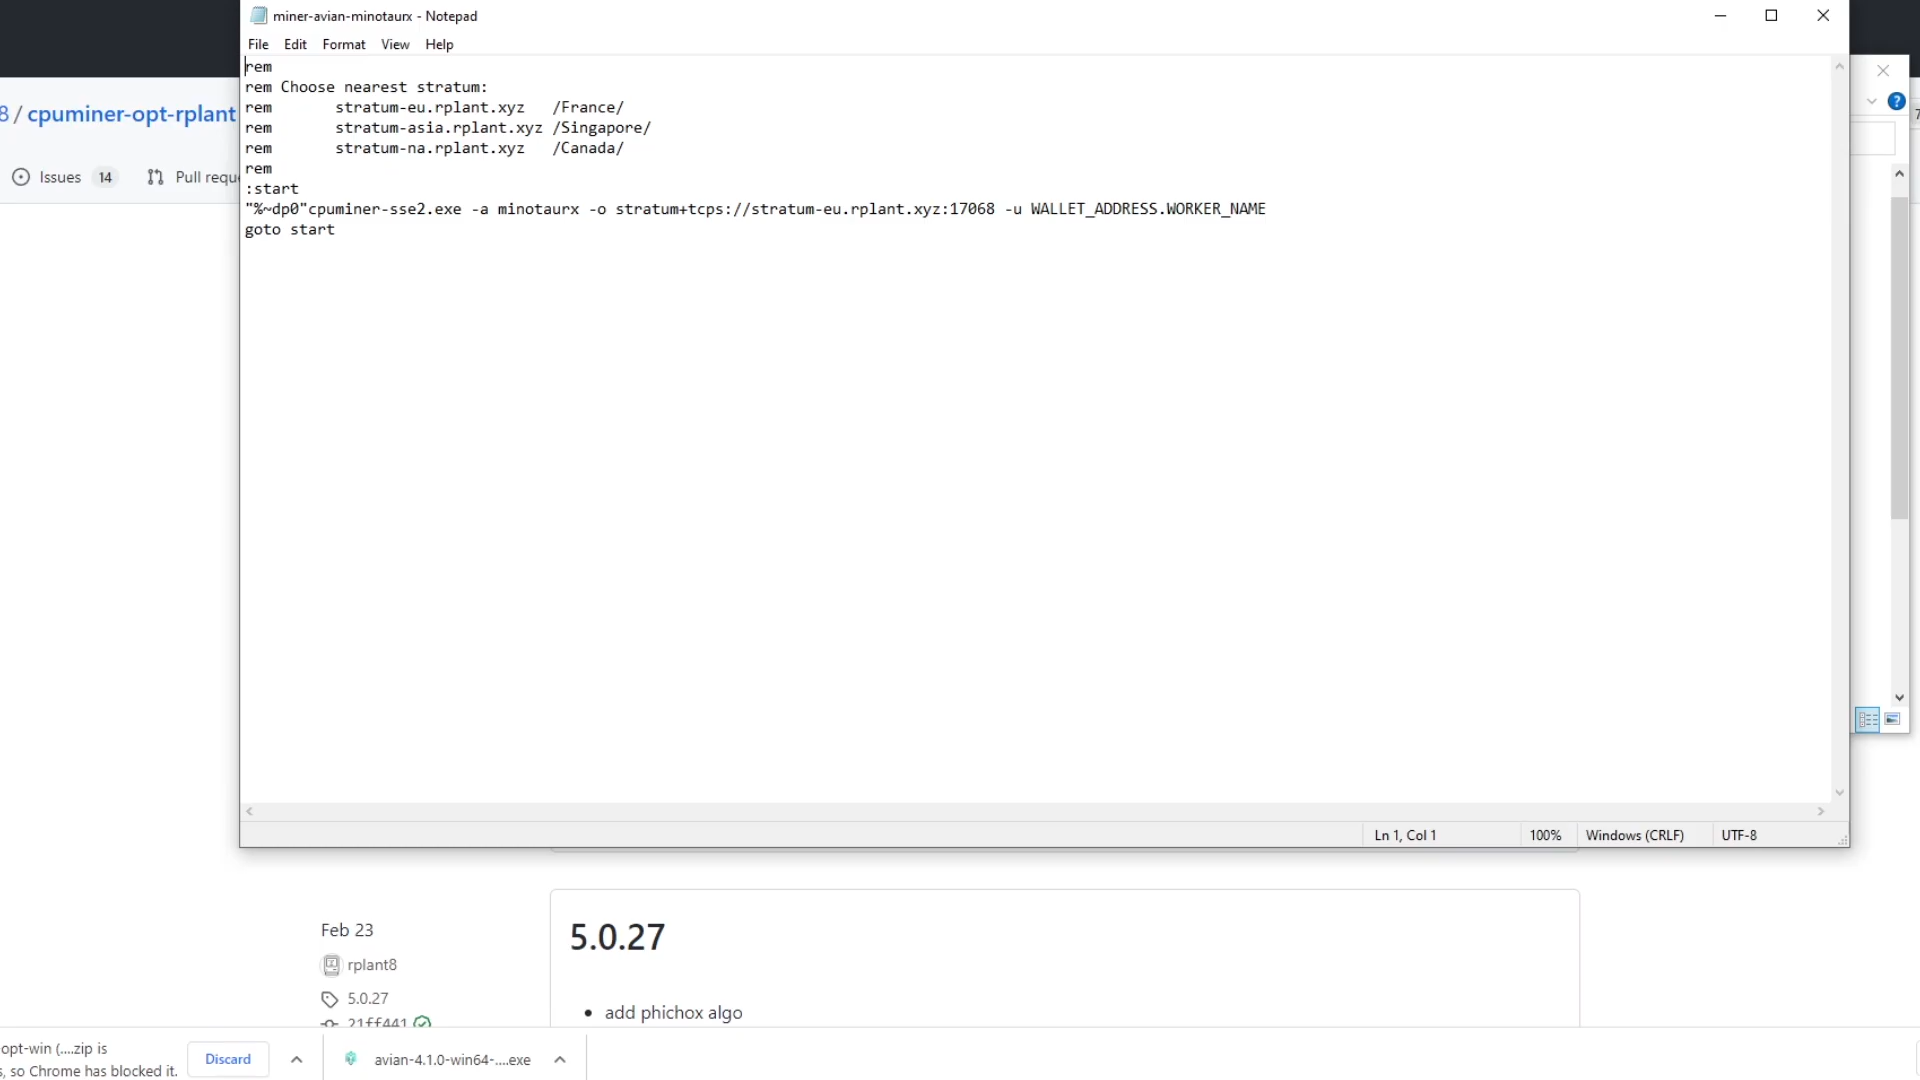 miner-avian-minotaurx - Notepad
File Edit Format View Help
rem
rem Choose nearest stratum:
rem       stratum-eu.rplant.xyz   /France/
rem       stratum-asia.rplant.xyz /Singapore/
rem       stratum-na.rplant.xyz   /Canada/
rem
:start
"%~dp0"cpuminer-sse2.exe -a minotaurx -o stratum+tcps://stratum-eu.rplant.xyz:17068 -u WALLET_ADDRESS.WORKER_NAME
goto start
8 / cpuminer-opt-rplant
Issues 14 Pull reque
?
7
Ln 1, Col 1 100% Windows (CRLF) UTF-8
Feb 23
rplant8
5.0.27
21ff441
5.0.27
• add phichox algo
opt-win (....zip is
s, so Chrome has blocked it.
Discard
avian-4.1.0-win64-....exe